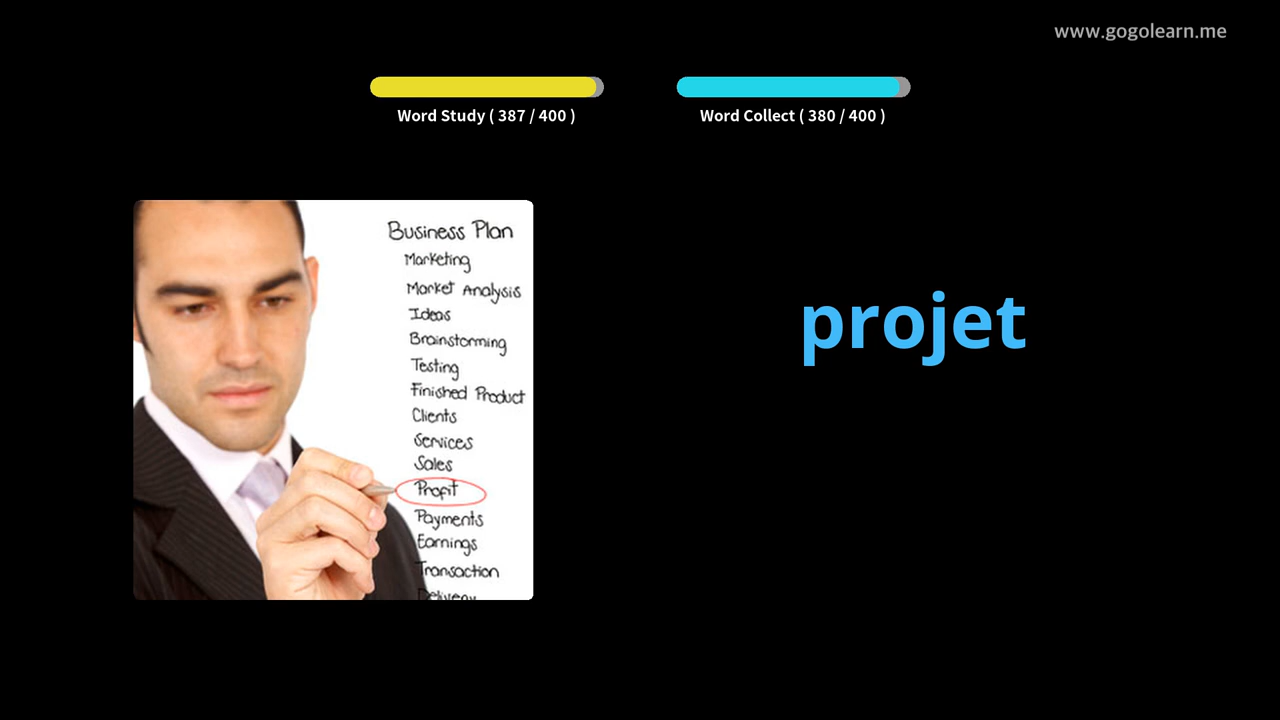 www.gogolearn.me
Word Study ( 387 / 400 )
Word Collect ( 380 / 400 )
Business Plan
Marketing
Market Analysis
Ideas
Brainstorming
Testing
Finished Product
Clients
Services
Sales
Profit
Payments
Earnings
Transaction
Delivery
projet